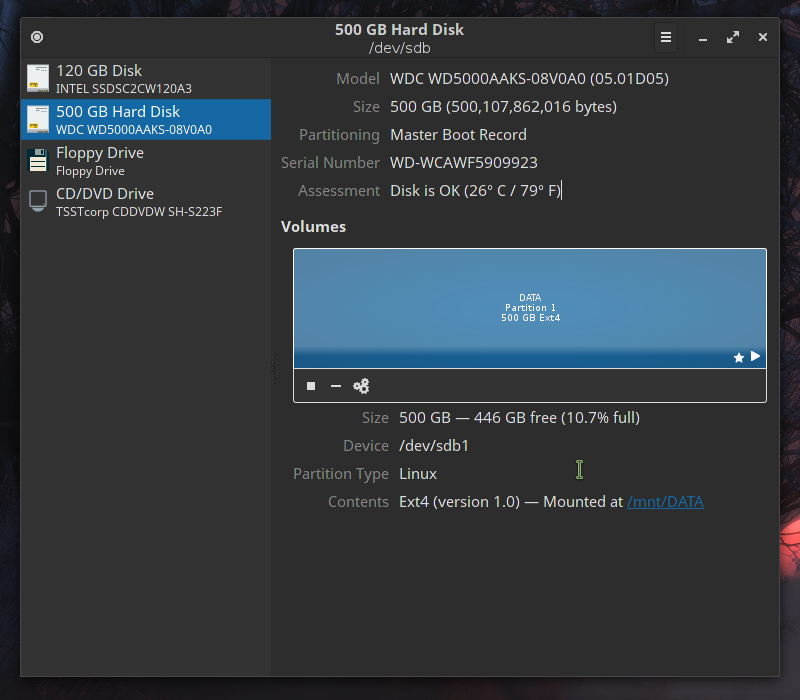 500 GB Hard Disk
/dev/sdb
120 GB Disk
INTEL SSDSC2CW120A3
500 GB Hard Disk
WDC WD5000AAKS-08V0A0
Floppy Drive
Floppy Drive
CD/DVD Drive
TSSTcorp CDDVDW SH-S223F
Model WDC WD5000AAKS-08V0A0 (05.01D05)
Size 500 GB (500,107,862,016 bytes)
Partitioning Master Boot Record
Serial Number WD-WCAWF5909923
Assessment Disk is OK (26° C / 79° F)
Volumes
DATA
Partition 1
500 GB Ext4
Size 500 GB — 446 GB free (10.7% full)
Device /dev/sdb1
Partition Type Linux
Contents Ext4 (version 1.0) — Mounted at /mnt/DATA